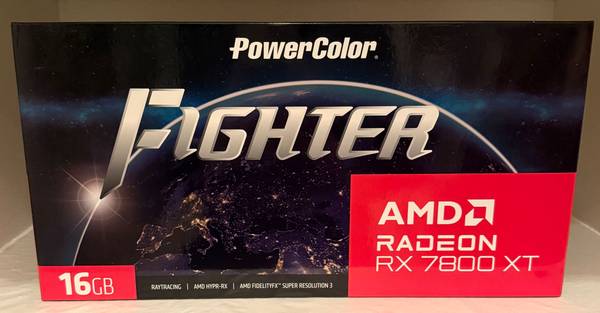 PowerColor®
FIGHTER
AMD
RADEON
RX 7800 XT
16GB
RAYTRACING | AMD HYPR-RX | AMD FIDELITYFX™ SUPER RESOLUTION 3